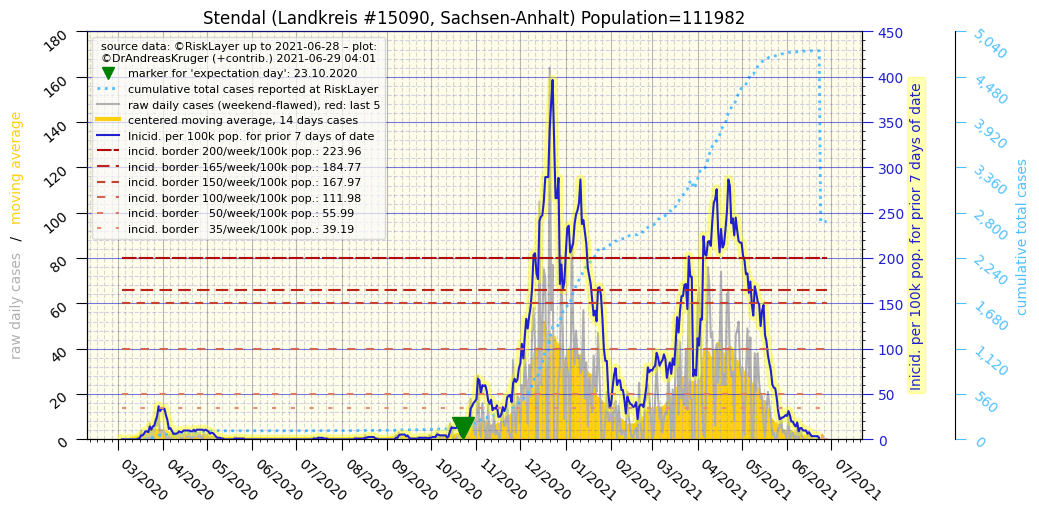 Stendal (Landkreis #15090, Sachsen-Anhalt) Population=111982
source data: ©RiskLayer up to 2021-06-28 – plot:
©DrAndreasKruger (+contrib.) 2021-06-29 04:01
marker for 'expectation day': 23.10.2020
cumulative total cases reported at RiskLayer
raw daily cases (weekend-flawed), red: last 5
centered moving average, 14 days cases
Inicid. per 100k pop. for prior 7 days of date
incid. border 200/week/100k pop.: 223.96
incid. border 165/week/100k pop.: 184.77
incid. border 150/week/100k pop.: 167.97
incid. border 100/week/100k pop.: 111.98
incid. border 50/week/100k pop.: 55.99
incid. border 35/week/100k pop.: 39.19
raw daily cases / moving average
180
160
140
120
100
80
60
40
20
0
450
400
350
300
250
200
150
100
50
0
Inicid. per 100k pop. for prior 7 days of date
5,040
4,480
3,920
3,360
2,800
2,240
1,680
1,120
560
0
cumulative total cases
03/2020
04/2020
05/2020
06/2020
07/2020
08/2020
09/2020
10/2020
11/2020
12/2020
01/2021
02/2021
03/2021
04/2021
05/2021
06/2021
07/2021